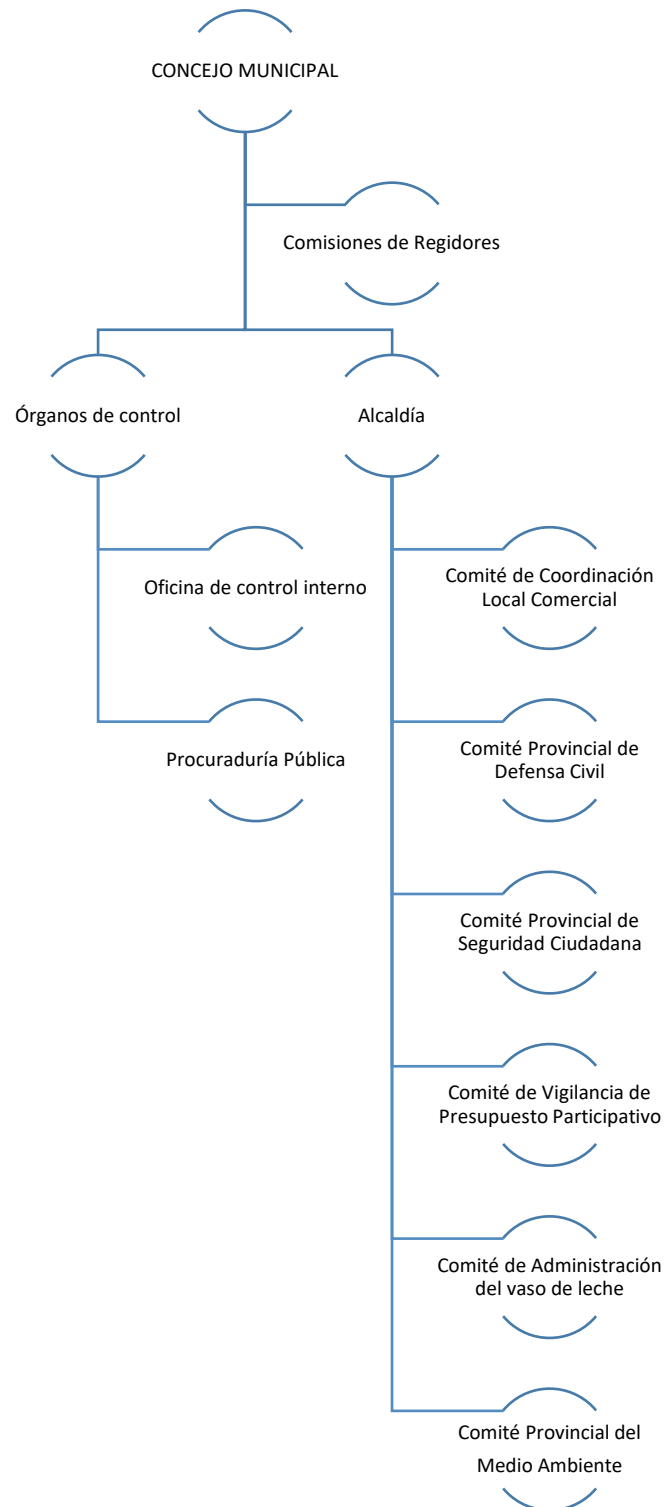 CONCEJO MUNICIPAL
Comisiones de Regidores
Órganos de control
Alcaldía
Oficina de control interno
Procuraduría Pública
Comité de Coordinación
Local Comercial
Comité Provincial de
Defensa Civil
Comité Provincial de
Seguridad Ciudadana
Comité de Vigilancia de
Presupuesto Participativo
Comité de Administración
del vaso de leche
Comité Provincial del
Medio Ambiente